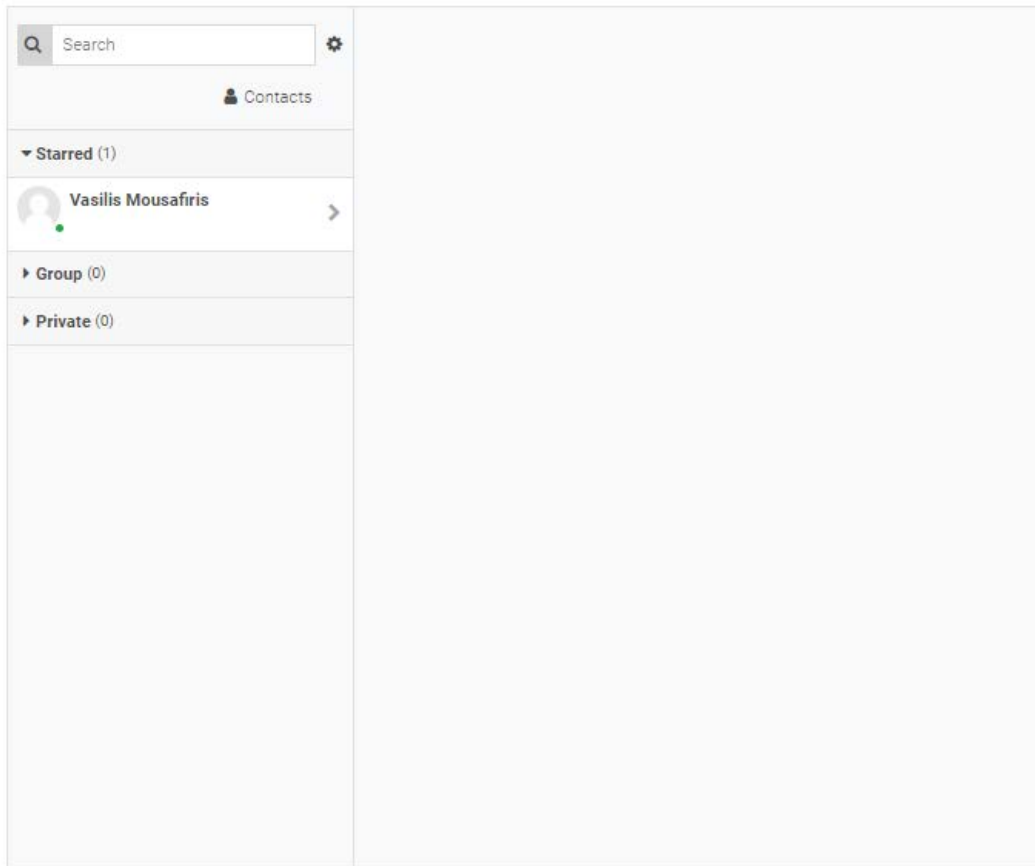 Search
Contacts
Starred (1)
Vasilis Mousafiris
Group (0)
Private (0)